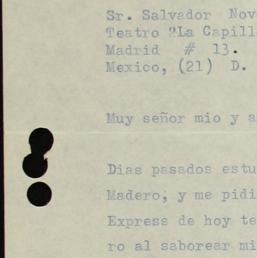 Sr. Salvador Nov
Teatro "La Capill
Madrid # 13.
Mexico, (21) D.
Muy señor mio y a
Dias pasados estu
Madero, y me pidi
Express de hoy te
ro al saborear mi